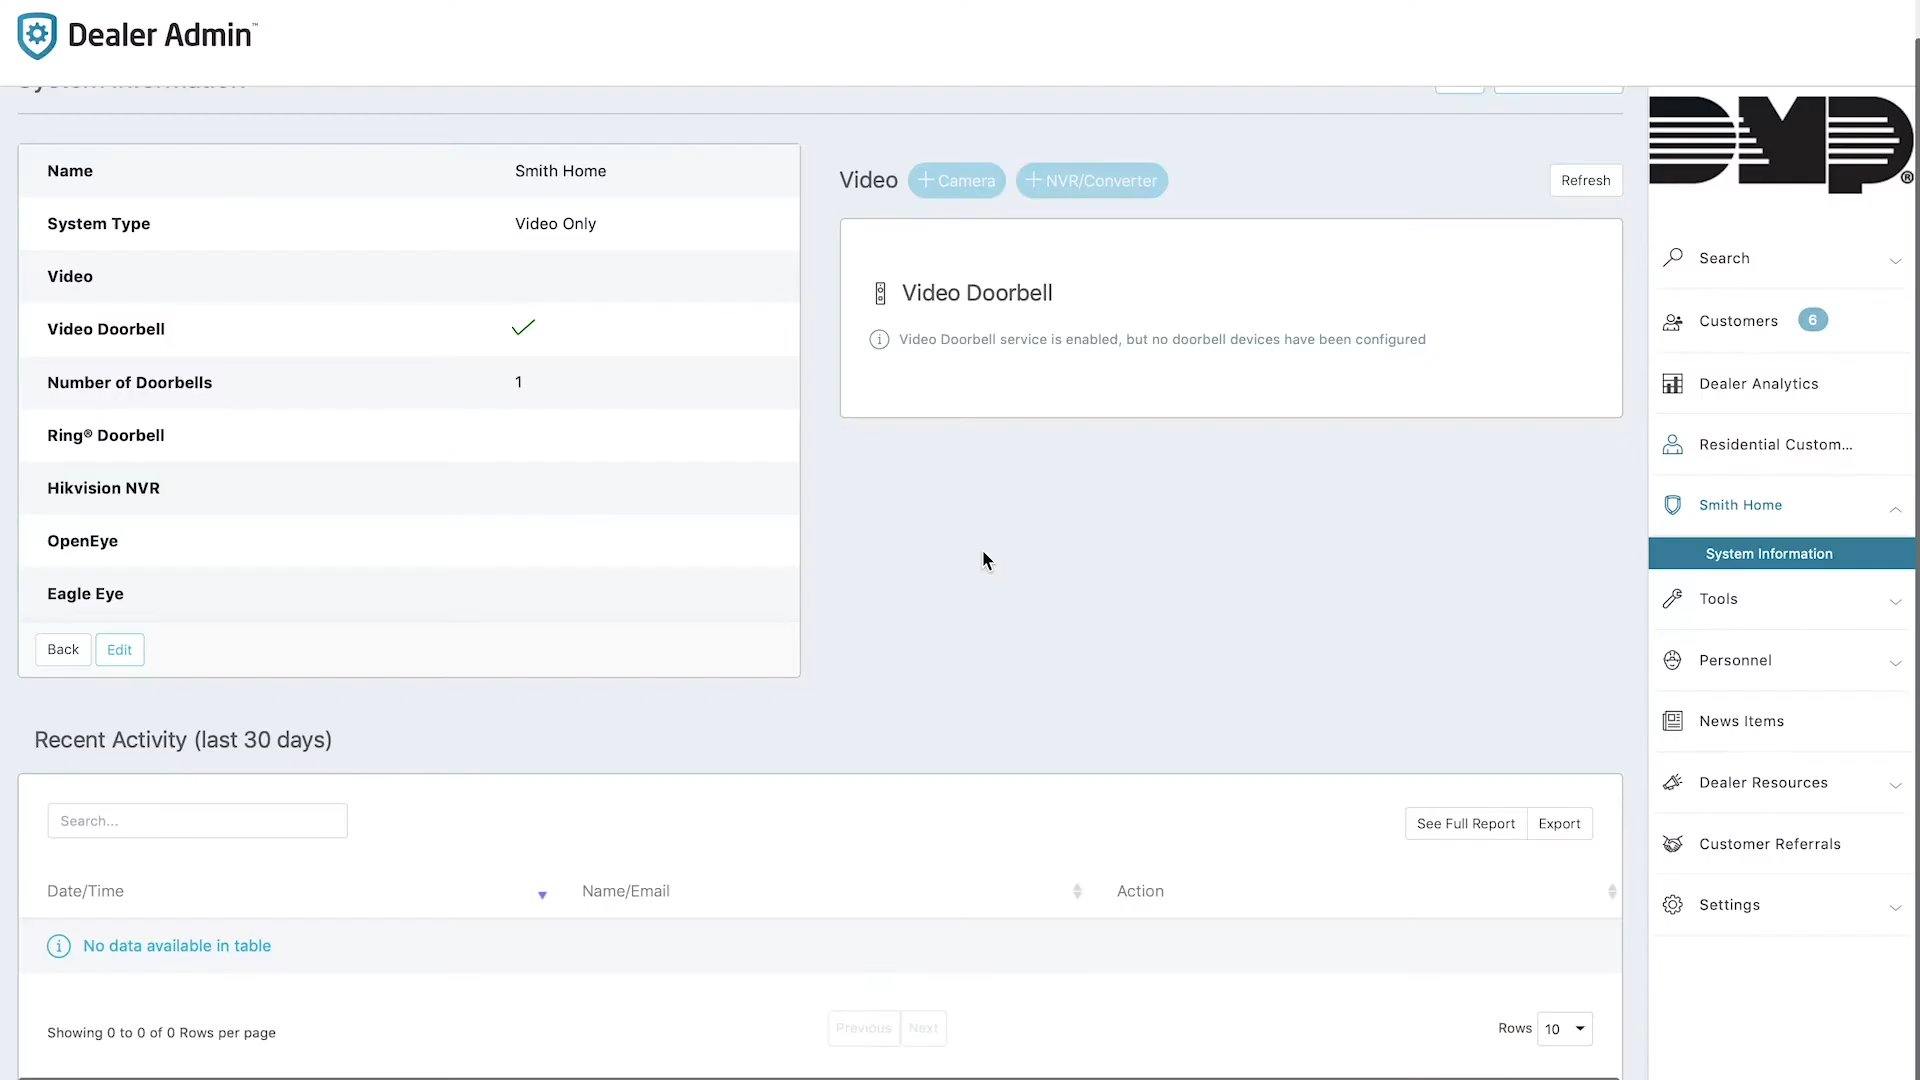 Dealer Admin™
System Information
Name Smith Home
System Type Video Only
Video
Video Doorbell
Number of Doorbells 1
Ring® Doorbell
Hikvision NVR
OpenEye
Eagle Eye
Back Edit
Video + Camera + NVR/Converter Refresh
Video Doorbell
Video Doorbell service is enabled, but no doorbell devices have been configured
Recent Activity (last 30 days)
Search...
See Full Report Export
Date/Time Name/Email Action
No data available in table
Showing 0 to 0 of 0 Rows per page
Previous Next
Rows 10
DMP®
Search
Customers 6
Dealer Analytics
Residential Custom...
Smith Home
System Information
Tools
Personnel
News Items
Dealer Resources
Customer Referrals
Settings